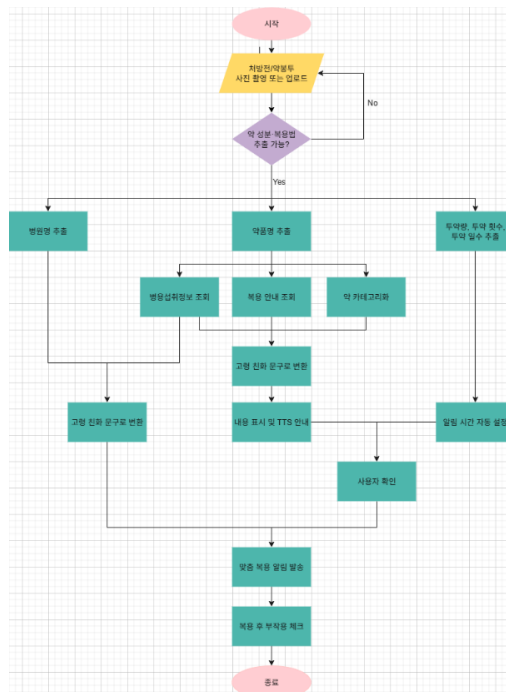 시작
처방전/약봉투
사진 촬영 또는 업로드
No
약 성분·복용법
추출 가능?
Yes
병원명 추출
약품명 추출
투약량, 투약 횟수,
투약 일수 추출
병용섭취정보 조회
복용 안내 조회
약 카테고리화
고령 친화 문구로 변환
고령 친화 문구로 변환
내용 표시 및 TTS 안내
알림 시간 자동 설정
사용자 확인
맞춤 복용 알림 발송
복용 후 부작용 체크
종료